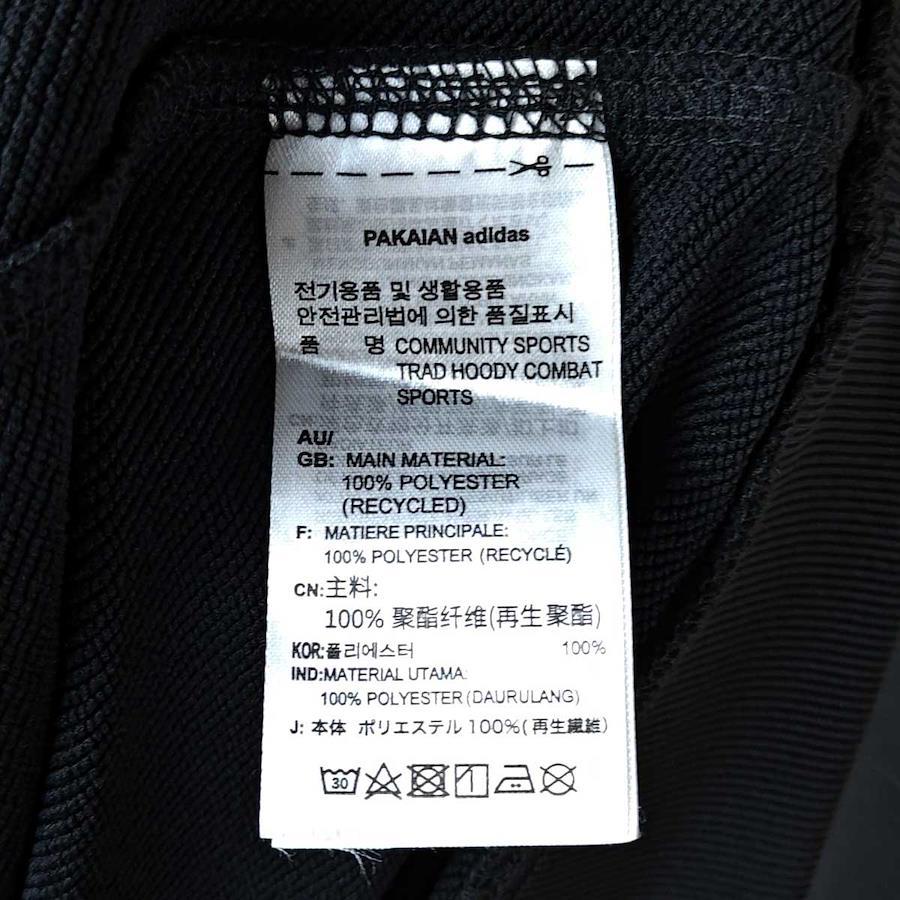 PAKAIAN adidas
전기용품 및 생활용품
안전관리법에 의한 품질표시
품 명 COMMUNITY SPORTS
TRAD HOODY COMBAT
SPORTS
AU/
GB: MAIN MATERIAL:
100% POLYESTER
(RECYCLED)
F: MATIERE PRINCIPALE:
100% POLYESTER (RECYCLÉ)
CN:主料:
100% 聚酯纤维(再生聚酯)
KOR:폴리에스터 100%
IND:MATERIAL UTAMA:
100% POLYESTER (DAURULANG)
J: 本体 ポリエステル 100%(再生繊維)
30